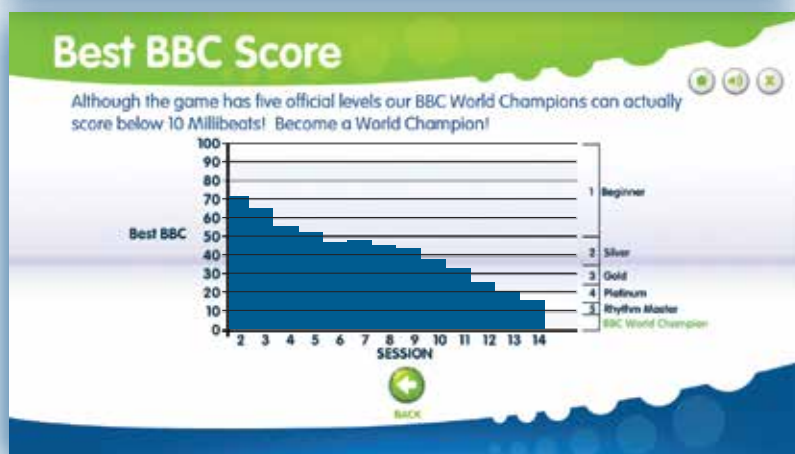 Best BBC Score
Although the game has five official levels our BBC World Champions can actually
score below 10 Millibeats! Become a World Champion!
100
90
80
70
60
50
40
30
20
10
0
Best BBC
1 Beginner
2 Silver
3 Gold
4 Platinum
5 Rhythm Master
BBC World Champion
2 3 4 5 6 7 8 9 10 11 12 13 14
SESSION
BACK